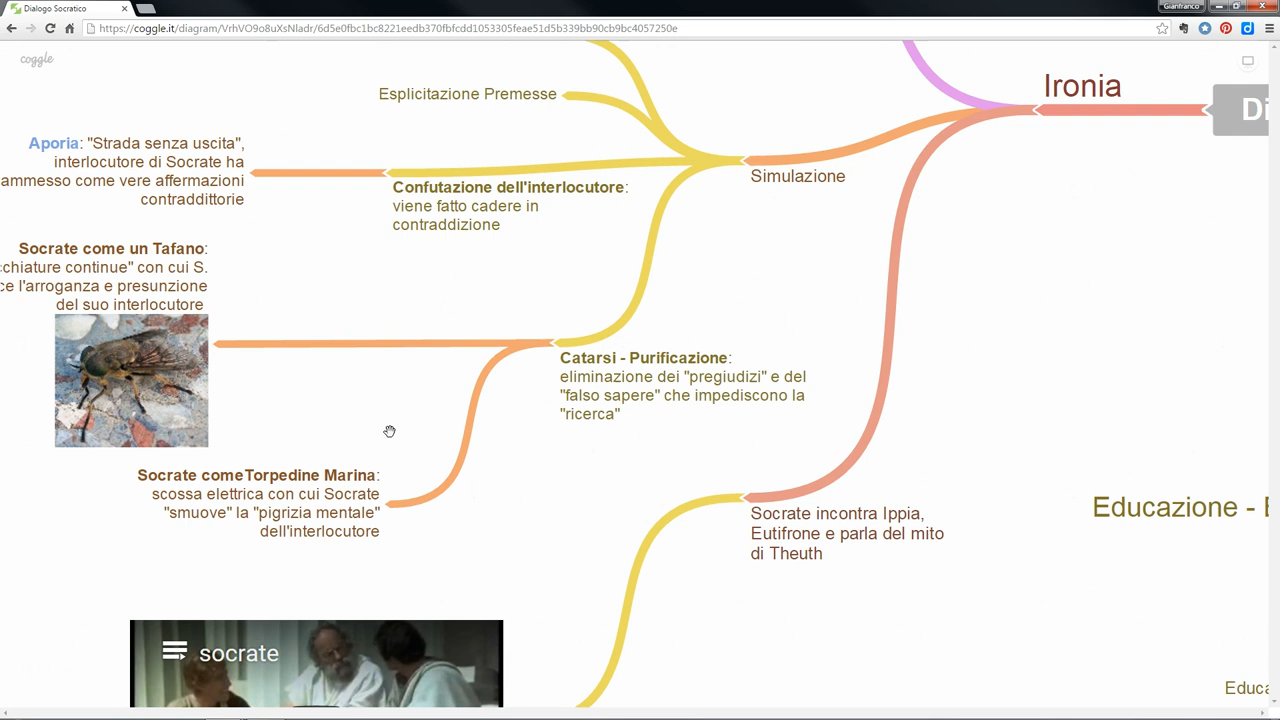 Dialogo Socratico
Gianfranco
https://coggle.it/diagram/VrhVO9o8uXsNladr/6d5e0fbc1bc8221eedb370fbfcdd1053305feae51d5b339bb90cb9bc4057250e
coggle
Ironia
Di
Esplicitazione Premesse
Aporia: "Strada senza uscita",
interlocutore di Socrate ha
ammesso come vere affermazioni
contraddittorie
Confutazione dell'interlocutore:
viene fatto cadere in
contraddizione
Simulazione
Socrate come un Tafano:
cchiature continue" con cui S.
ce l'arroganza e presunzione
del suo interlocutore
Catarsi - Purificazione:
eliminazione dei "pregiudizi" e del
"falso sapere" che impediscono la
"ricerca"
Socrate comeTorpedine Marina:
scossa elettrica con cui Socrate
"smuove" la "pigrizia mentale"
dell'interlocutore
Socrate incontra Ippia,
Eutifrone e parla del mito
di Theuth
Educazione -
socrate
Educa